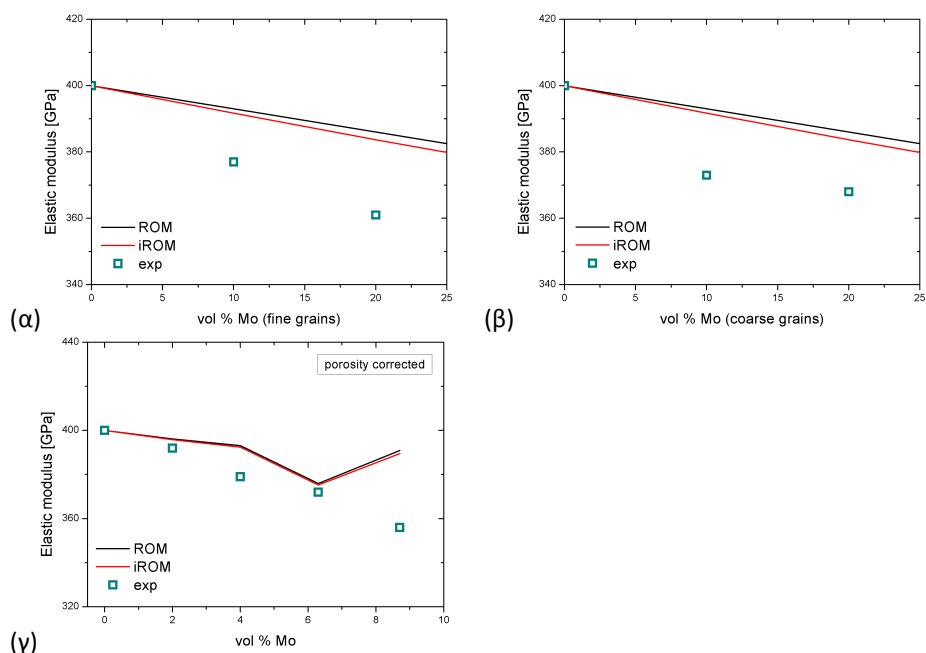 420
400
380
360
340
Elastic modulus [GPa]
ROM
iROM
exp
0
5
10
15
20
25
vol % Mo (fine grains)
(α)
420
400
380
360
340
Elastic modulus [GPa]
ROM
iROM
exp
0
5
10
15
20
25
vol % Mo (coarse grains)
(β)
440
400
360
320
Elastic modulus [GPa]
porosity corrected
ROM
iROM
exp
0
2
4
6
8
10
vol % Mo
(γ)